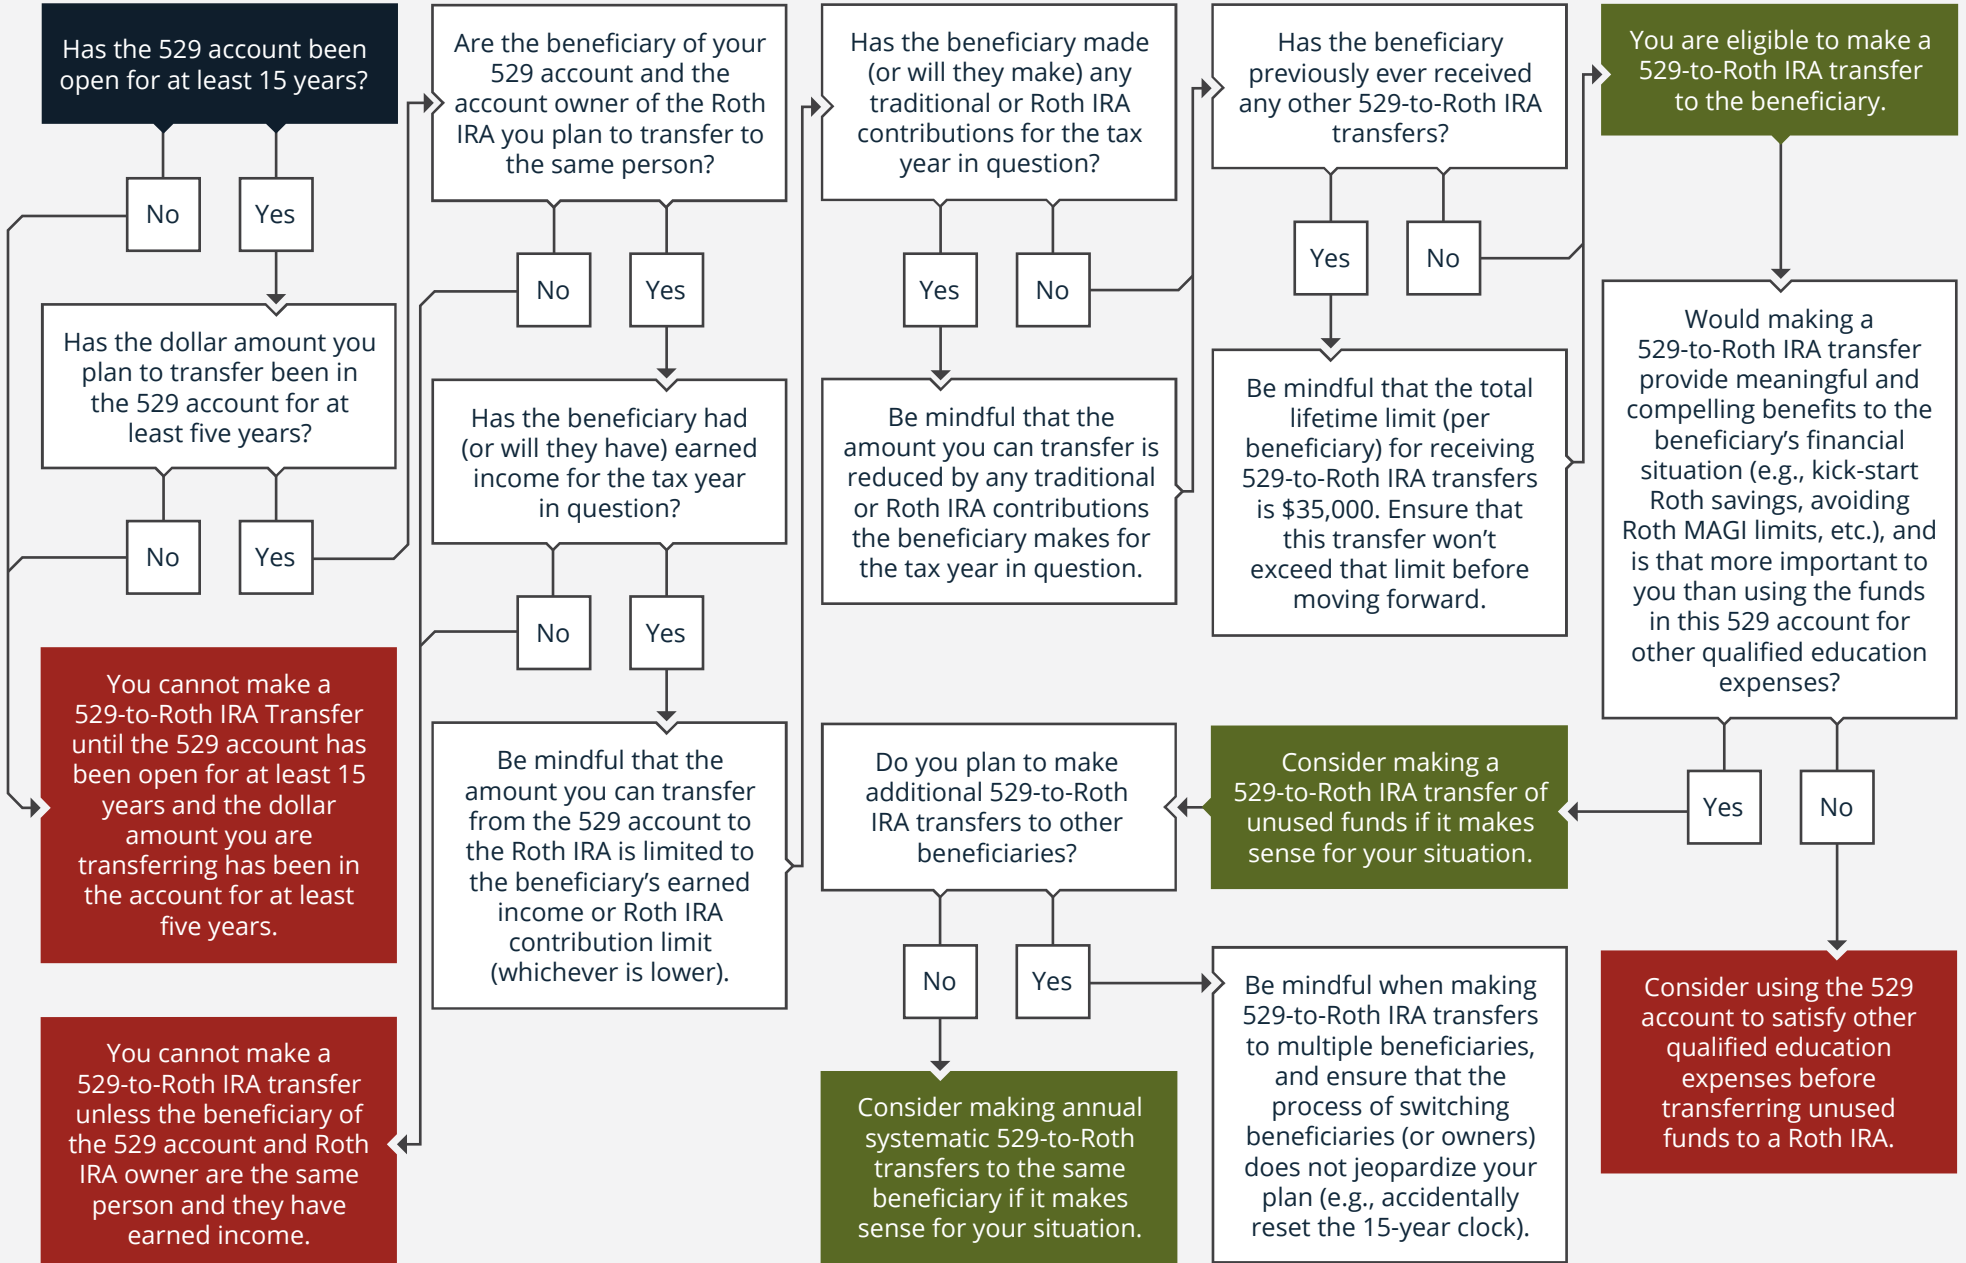 Has the 529 account been
open for at least 15 years?
No
Yes
Has the dollar amount you
plan to transfer been in
the 529 account for at
least five years?
No
Yes
You cannot make a
529-to-Roth IRA Transfer
until the 529 account has
been open for at least 15
years and the dollar
amount you are
transferring has been in
the account for at least
five years.
You cannot make a
529-to-Roth IRA transfer
unless the beneficiary of
the 529 account and Roth
IRA owner are the same
person and they have
earned income.
Are the beneficiary of your
529 account and the
account owner of the Roth
IRA you plan to transfer to
the same person?
No
Yes
Has the beneficiary had
(or will they have) earned
income for the tax year
in question?
No
Yes
Be mindful that the
amount you can transfer
from the 529 account to
the Roth IRA is limited to
the beneficiary’s earned
income or Roth IRA
contribution limit
(whichever is lower).
Has the beneficiary made
(or will they make) any
traditional or Roth IRA
contributions for the tax
year in question?
Yes
No
Be mindful that the
amount you can transfer is
reduced by any traditional
or Roth IRA contributions
the beneficiary makes for
the tax year in question.
Has the beneficiary
previously ever received
any other 529-to-Roth IRA
transfers?
Yes
No
Be mindful that the total
lifetime limit (per
beneficiary) for receiving
529-to-Roth IRA transfers
is $35,000. Ensure that
this transfer won’t
exceed that limit before
moving forward.
You are eligible to make a
529-to-Roth IRA transfer
to the beneficiary.
Would making a
529-to-Roth IRA transfer
provide meaningful and
compelling benefits to the
beneficiary’s financial
situation (e.g., kick-start
Roth savings, avoiding
Roth MAGI limits, etc.), and
is that more important to
you than using the funds
in this 529 account for
other qualified education
expenses?
Yes
No
Consider using the 529
account to satisfy other
qualified education
expenses before
transferring unused
funds to a Roth IRA.
Consider making a
529-to-Roth IRA transfer of
unused funds if it makes
sense for your situation.
Do you plan to make
additional 529-to-Roth
IRA transfers to other
beneficiaries?
No
Yes
Consider making annual
systematic 529-to-Roth
transfers to the same
beneficiary if it makes
sense for your situation.
Be mindful when making
529-to-Roth IRA transfers
to multiple beneficiaries,
and ensure that the
process of switching
beneficiaries (or owners)
does not jeopardize your
plan (e.g., accidentally
reset the 15-year clock).